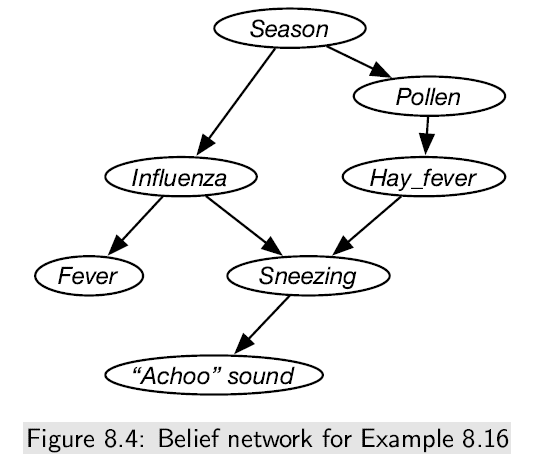 Season
Pollen
Influenza
Hay_fever
Fever
Sneezing
“Achoo” sound
Figure 8.4: Belief network for Example 8.16